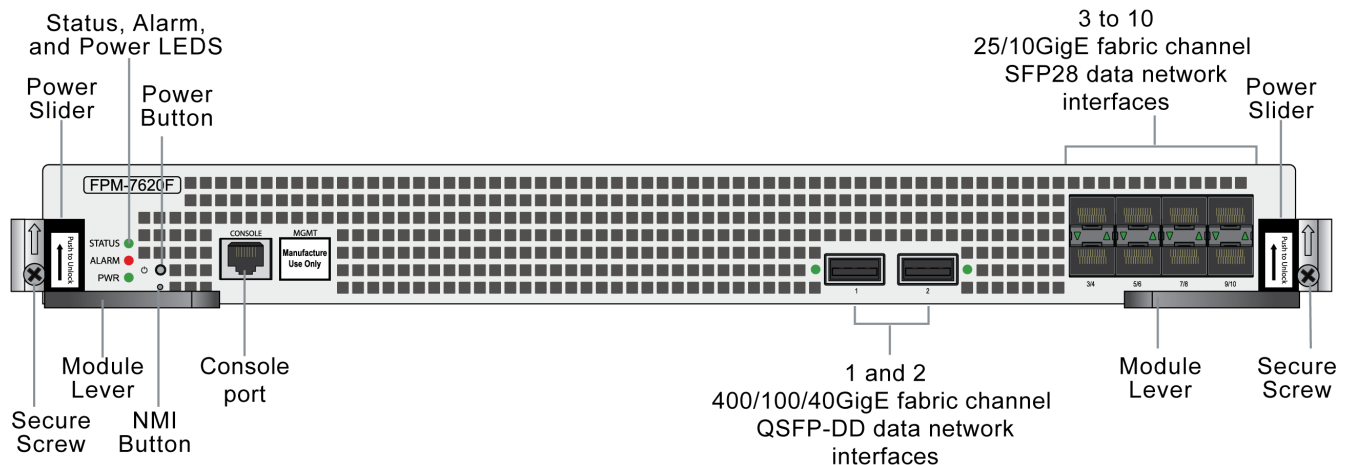 Status, Alarm,
and Power LEDS
Power
Slider
Power
Button
3 to 10
25/10GigE fabric channel
SFP28 data network
interfaces
Power
Slider
FPM-7620F
STATUS
ALARM
PWR
Push to Unlock
CONSOLE
MGMT
Manufacture
Use Only
1
2
3/4
5/6
7/8
9/10
Push to Unlock
Module
Lever
Console
port
Secure
Screw
NMI
Button
1 and 2
400/100/40GigE fabric channel
QSFP-DD data network
interfaces
Module
Lever
Secure
Screw